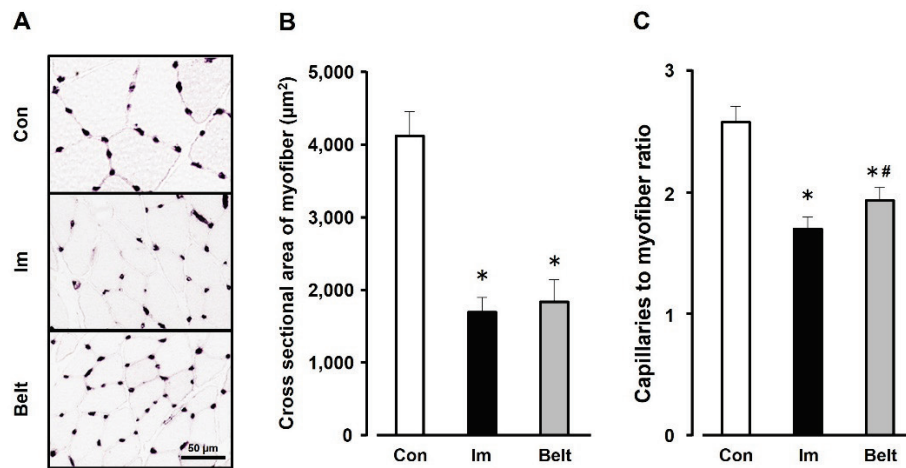 A
Con
Im
Belt
50 µm
B
Cross sectional area of myofiber (µm²)
5,000
4,000
3,000
2,000
1,000
0
*
*
Con Im Belt
C
Capillaries to myofiber ratio
3
2
1
0
*
*#
Con Im Belt